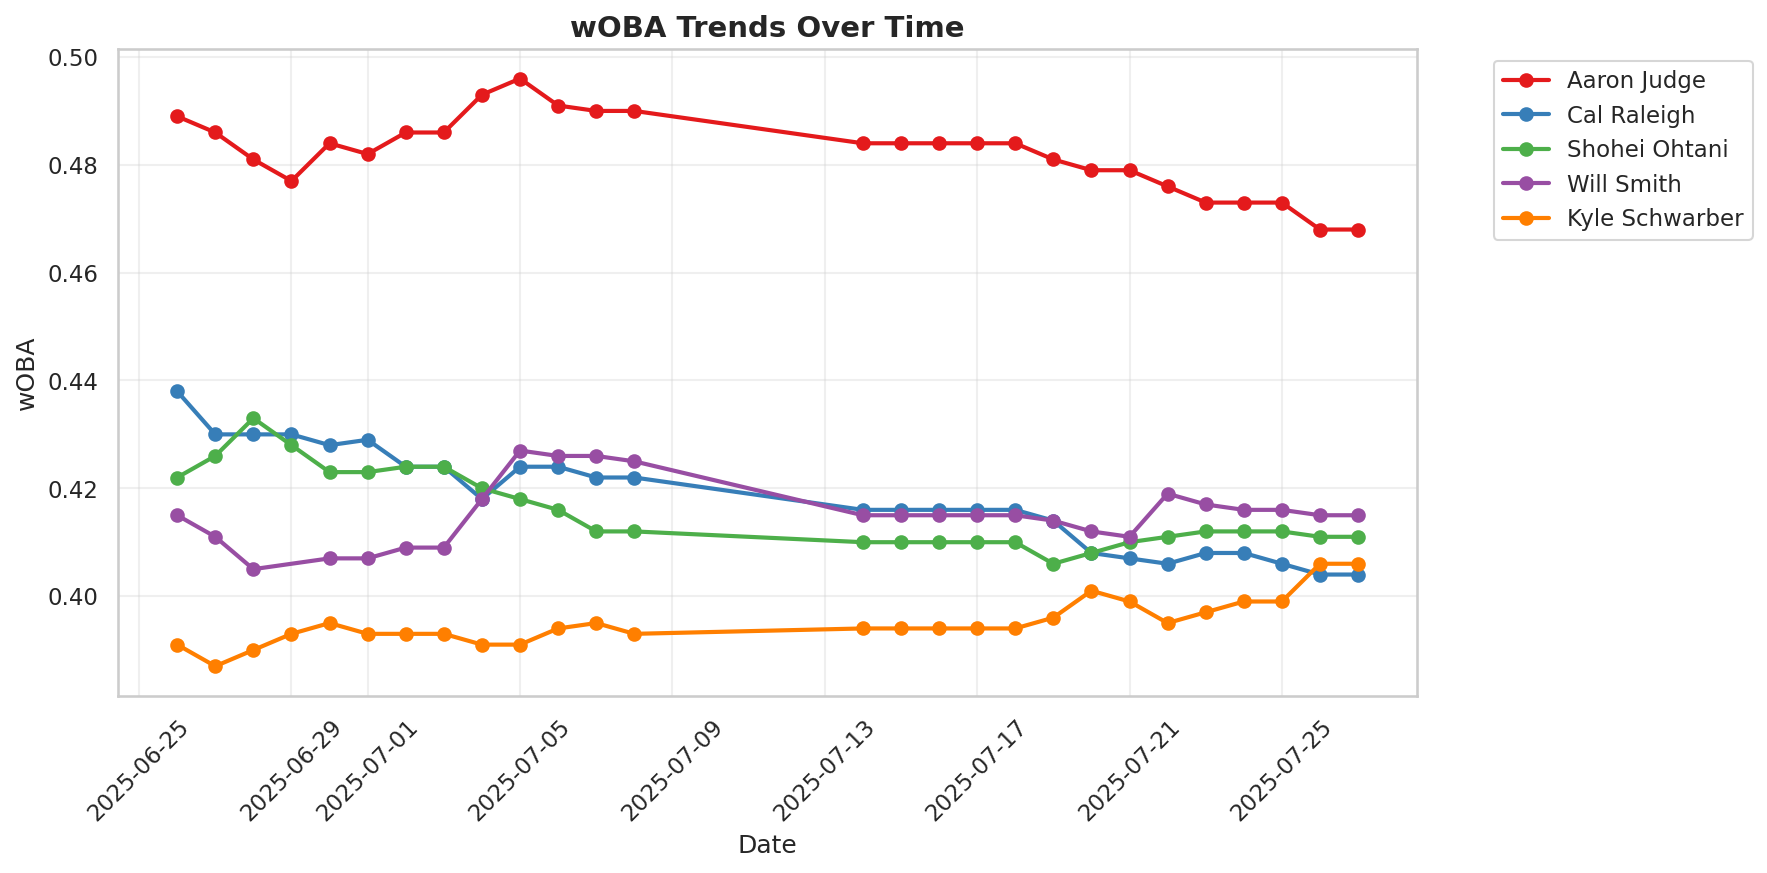 wOBA Trends Over Time
0.50
0.48
0.46
0.44
0.42
0.40
wOBA
2025-06-25
2025-06-29
2025-07-01
2025-07-05
2025-07-09
2025-07-13
2025-07-17
2025-07-21
2025-07-25
Date
Aaron Judge
Cal Raleigh
Shohei Ohtani
Will Smith
Kyle Schwarber